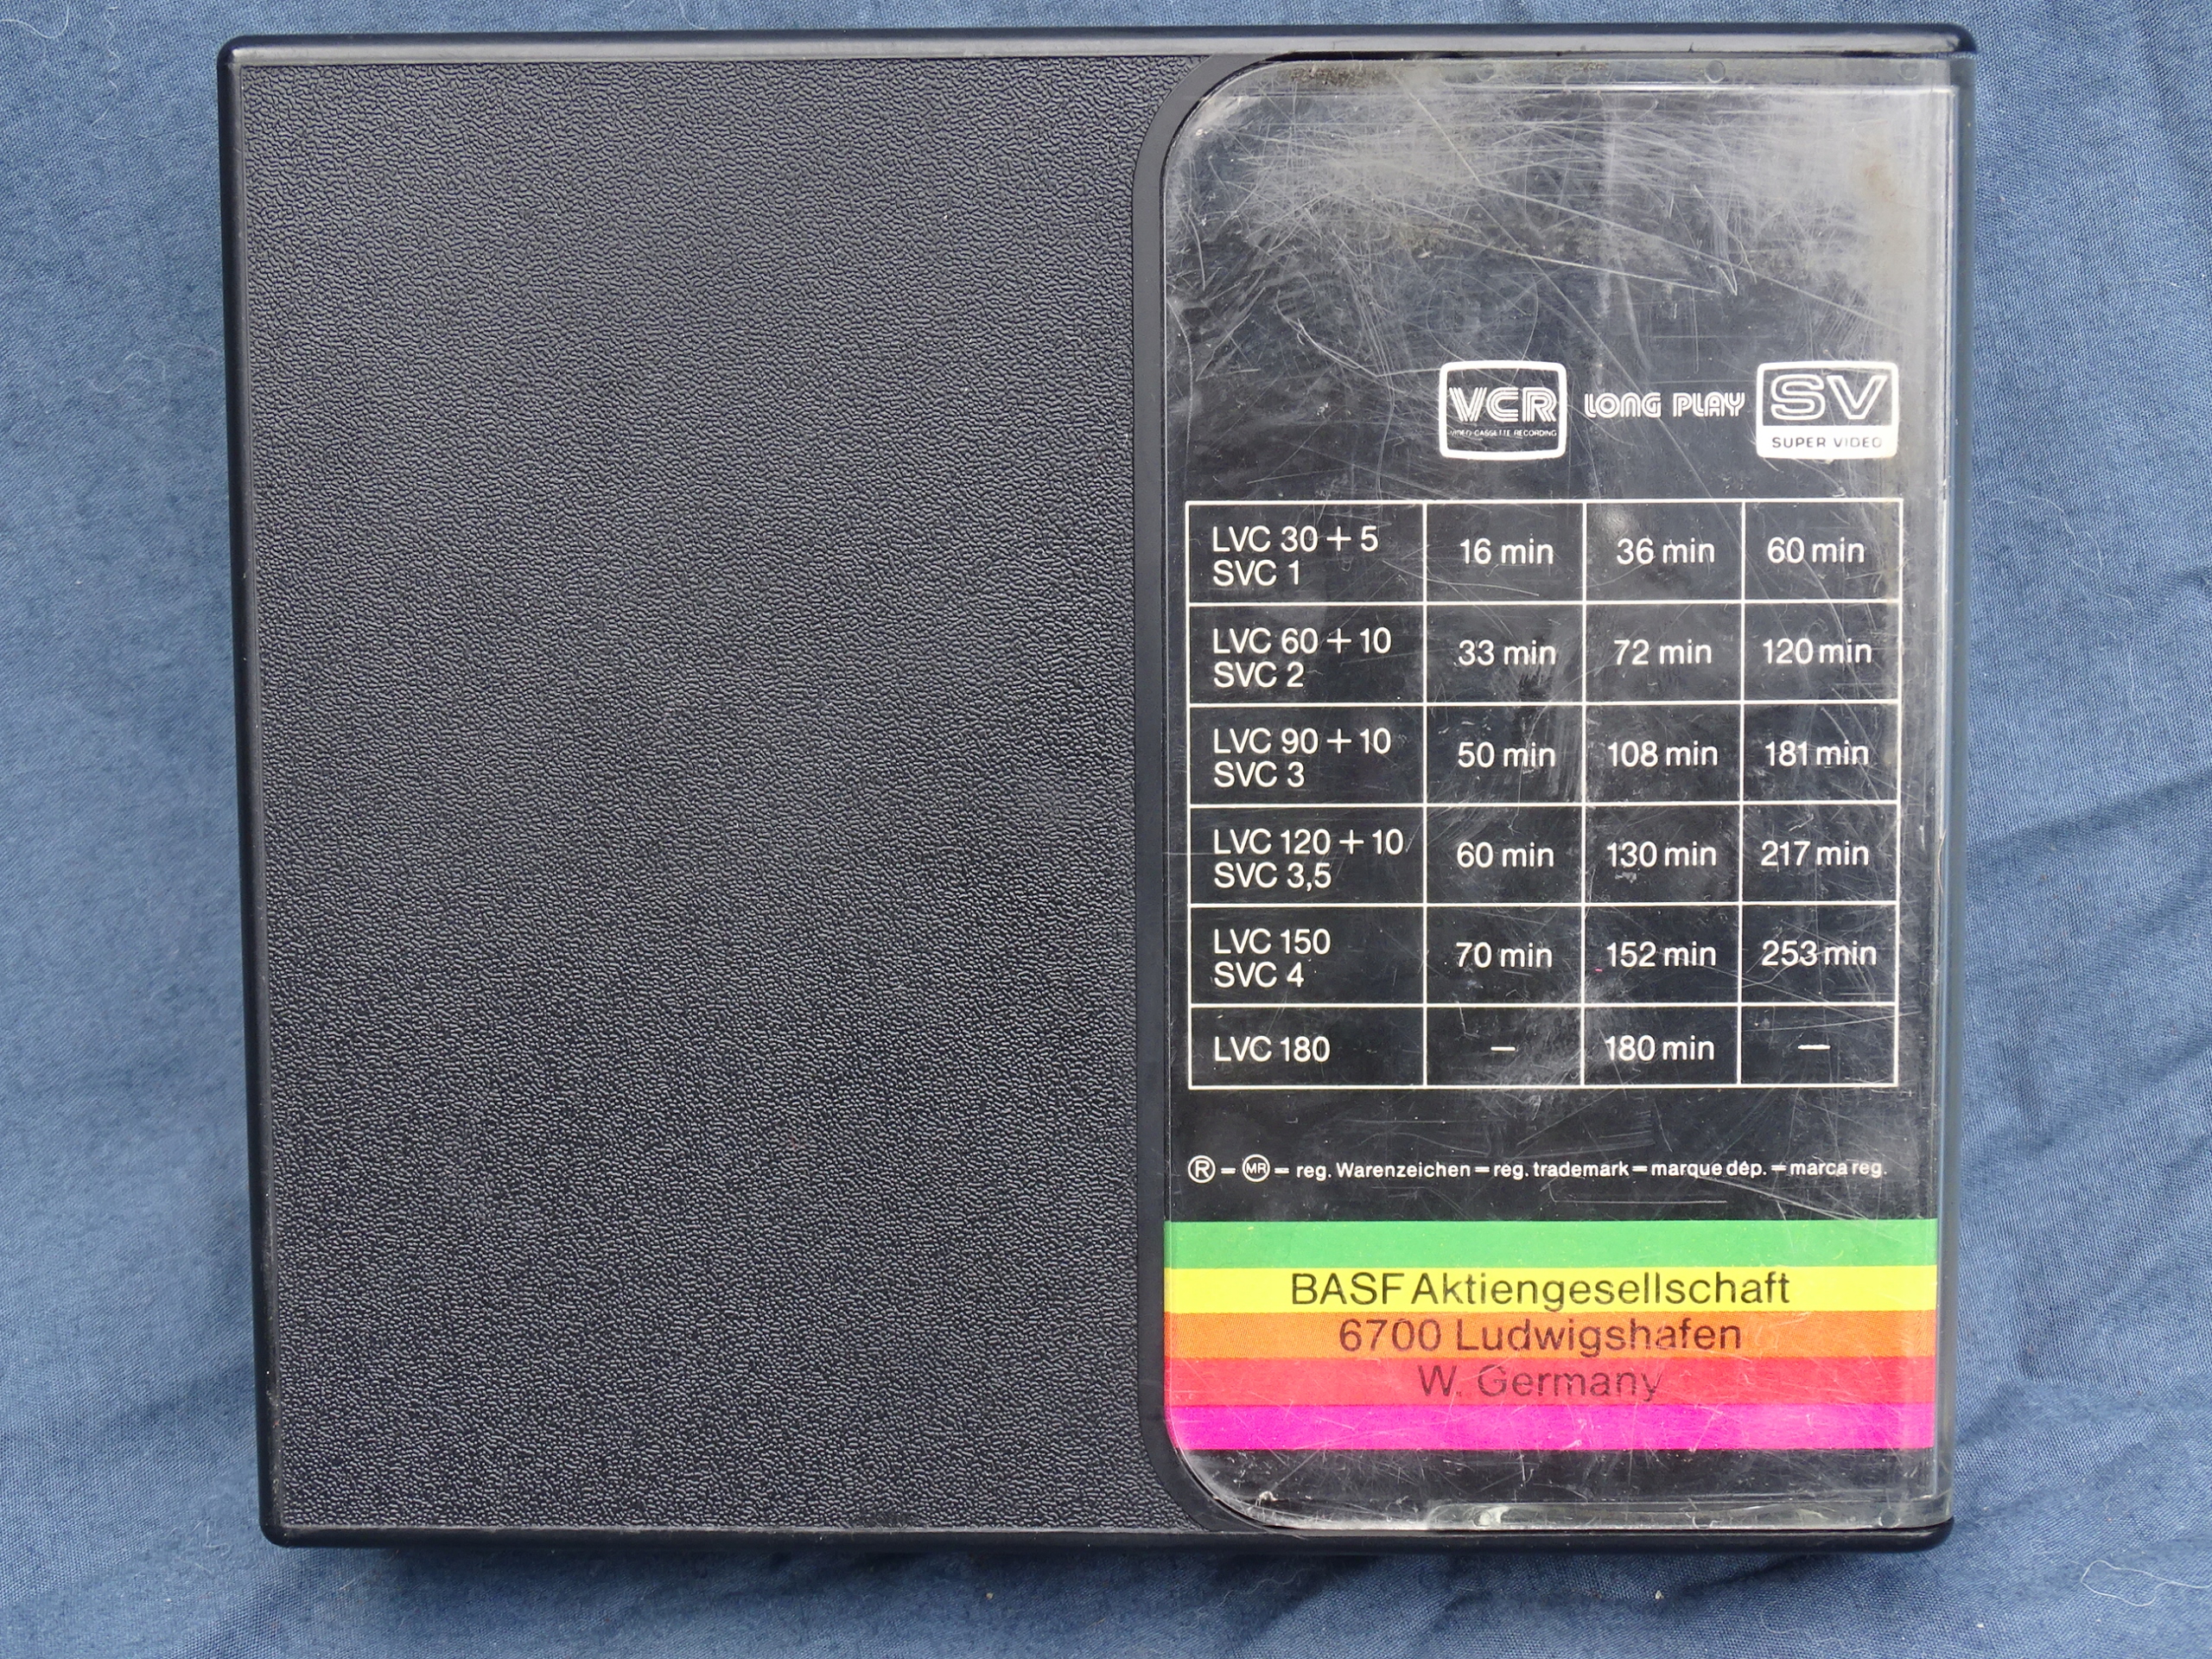 VCR LONG PLAY SV
VIDEO CASSETTE RECORDING SUPER VIDEO
LVC 30 + 5 16 min 36 min 60 min
SVC 1
LVC 60 + 10 33 min 72 min 120 min
SVC 2
LVC 90 + 10 50 min 108 min 181 min
SVC 3
LVC 120 + 10 60 min 130 min 217 min
SVC 3,5
LVC 150 70 min 152 min 253 min
SVC 4
LVC 180 — 180 min —
® = MR = reg. Warenzeichen = reg. trademark = marque dép. = marca reg.
BASF Aktiengesellschaft
6700 Ludwigshafen
W. Germany